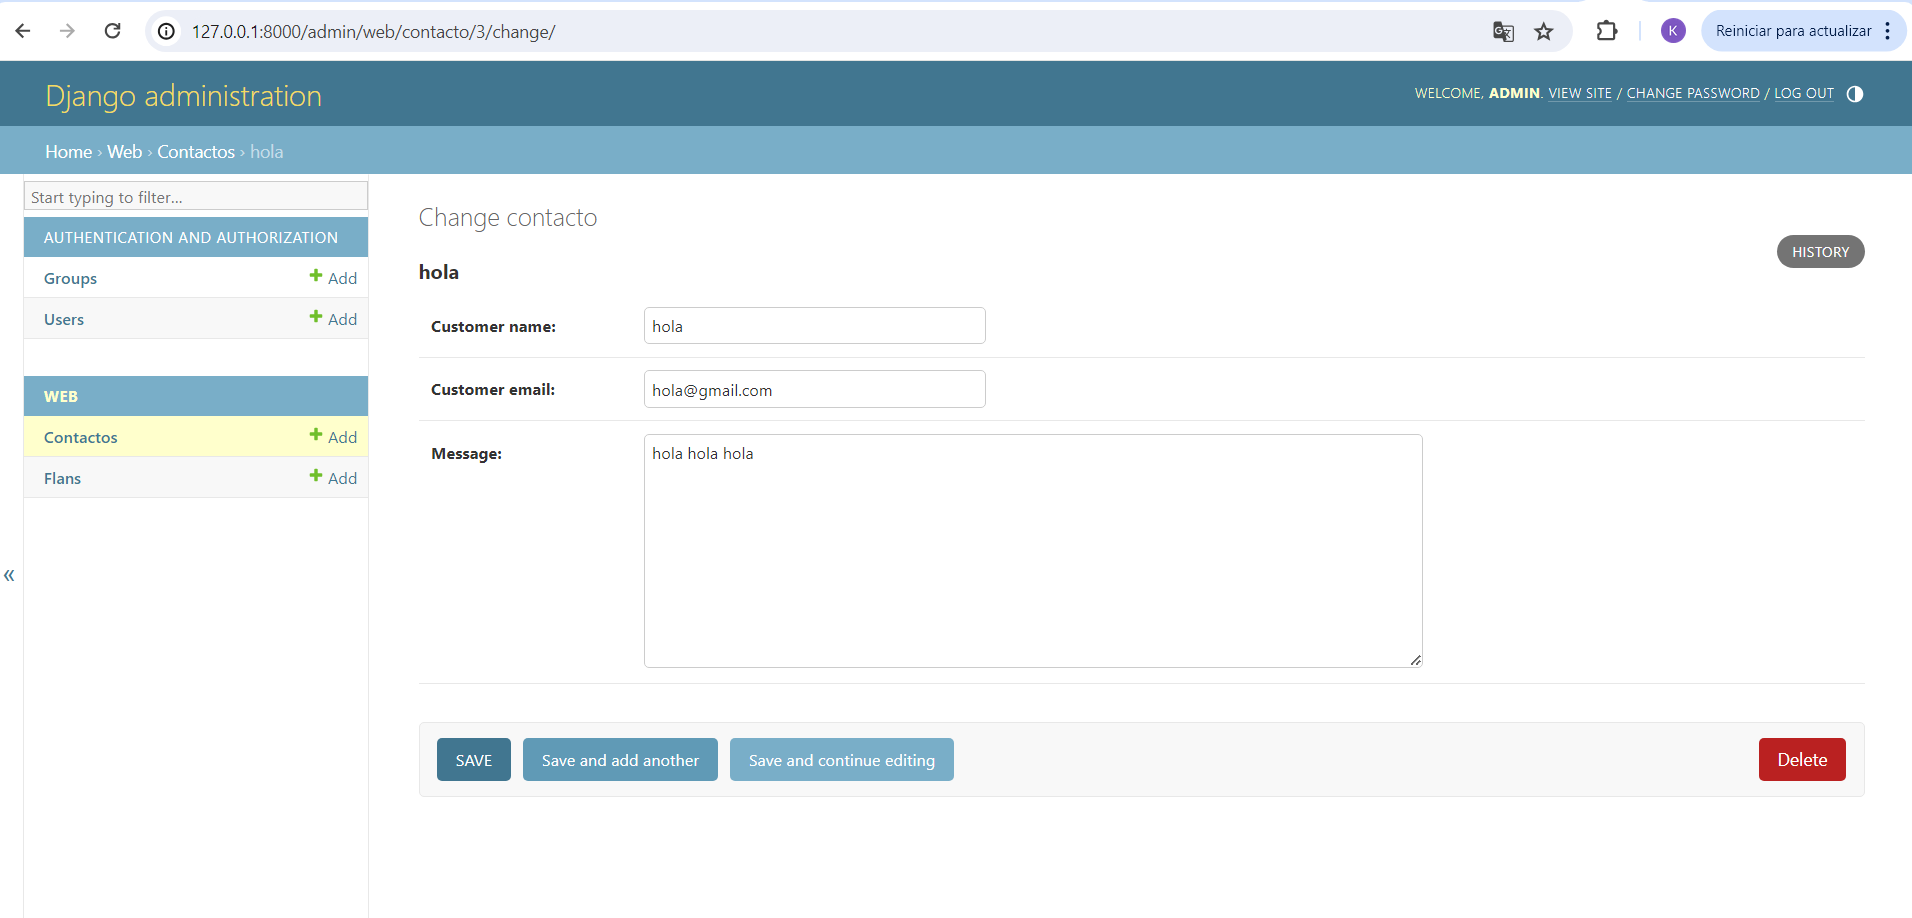 127.0.0.1:8000/admin/web/contacto/3/change/
K
Reiniciar para actualizar
Django administration
WELCOME, ADMIN. VIEW SITE / CHANGE PASSWORD / LOG OUT
Home › Web › Contactos › hola
Start typing to filter...
AUTHENTICATION AND AUTHORIZATION
Groups + Add
Users + Add
WEB
Contactos + Add
Flans + Add
«
Change contacto
HISTORY
hola
Customer name: hola
Customer email: hola@gmail.com
Message: hola hola hola
SAVE Save and add another Save and continue editing Delete